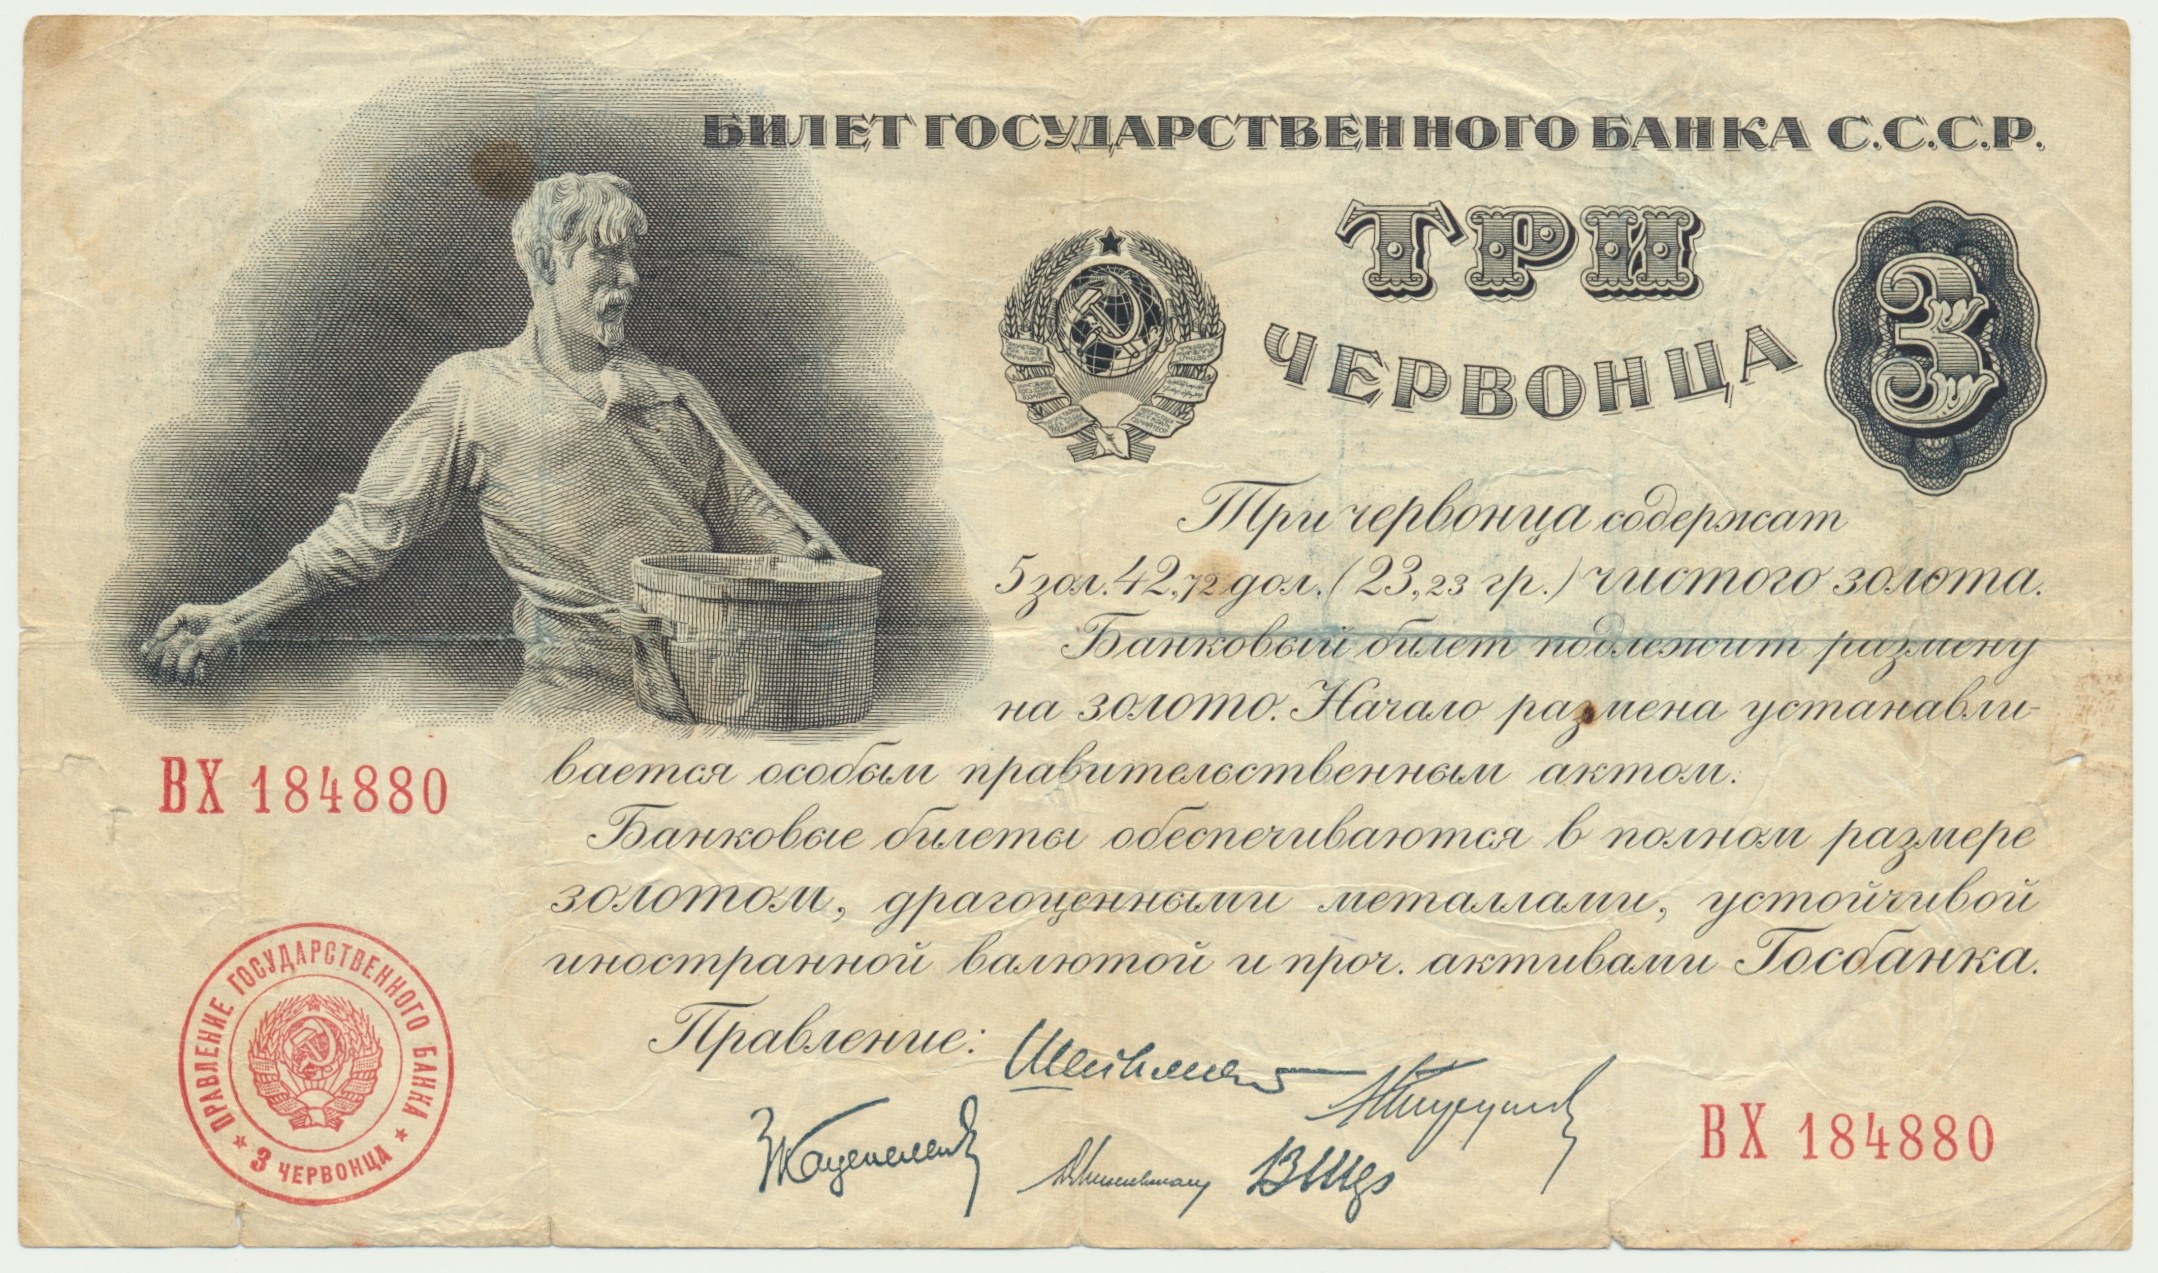 БИЛЕТ ГОСУДАРСТВЕННОГО БАНКА С.С.С.Р.
ТРИ
ЧЕРВОНЦА
3
Три червонца содержат
5 зол. 42,72 дол. (23,23 гр.) чистого золота.
Банковый билет подлежит размену
на золото. Начало размена устанавли-
вается особым правительственным актом.
Банковые билеты обеспечиваются в полном размере
золотом, драгоценными металлами, устойчивой
иностранной валютой и проч. активами Госбанка.
Правление:
ВХ 184880
ПРАВЛЕНИЕ ГОСУДАРСТВЕННОГО БАНКА
3 ЧЕРВОНЦА
ВХ 184880